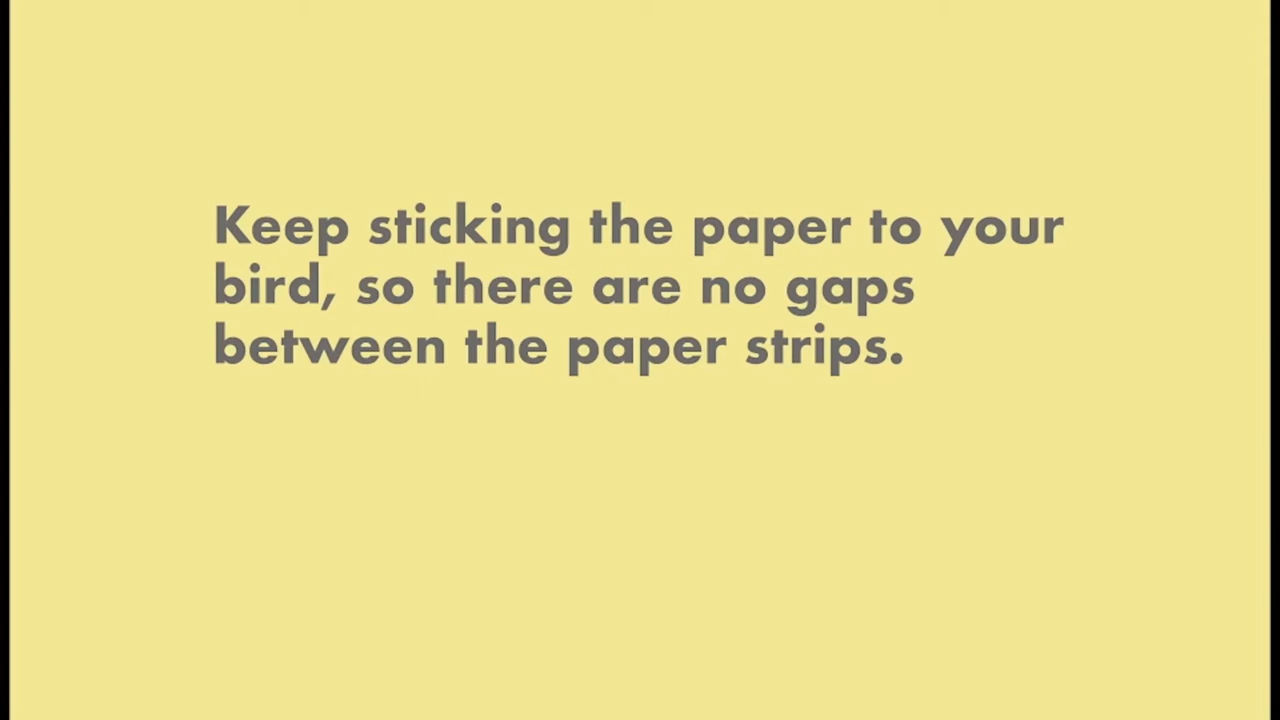 Keep sticking the paper to your
bird, so there are no gaps
between the paper strips.